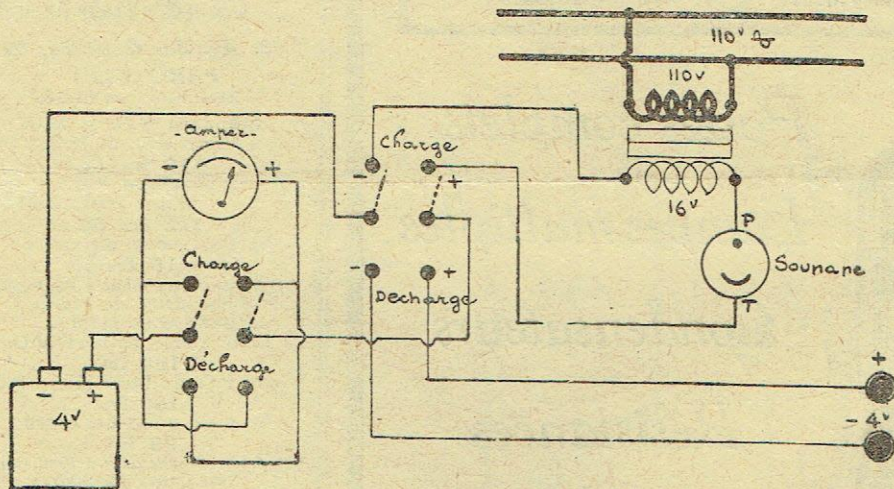 110v
110v
- amper -
- +
Charge
- +
16v
P
Sounane
T
Charge
- +
Décharge
Décharge
+
- 4v
- +
4v